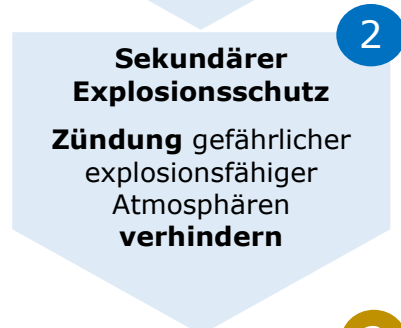 2
Sekundärer
Explosionsschutz
Zündung gefährlicher
explosionsfähiger
Atmosphären
verhindern